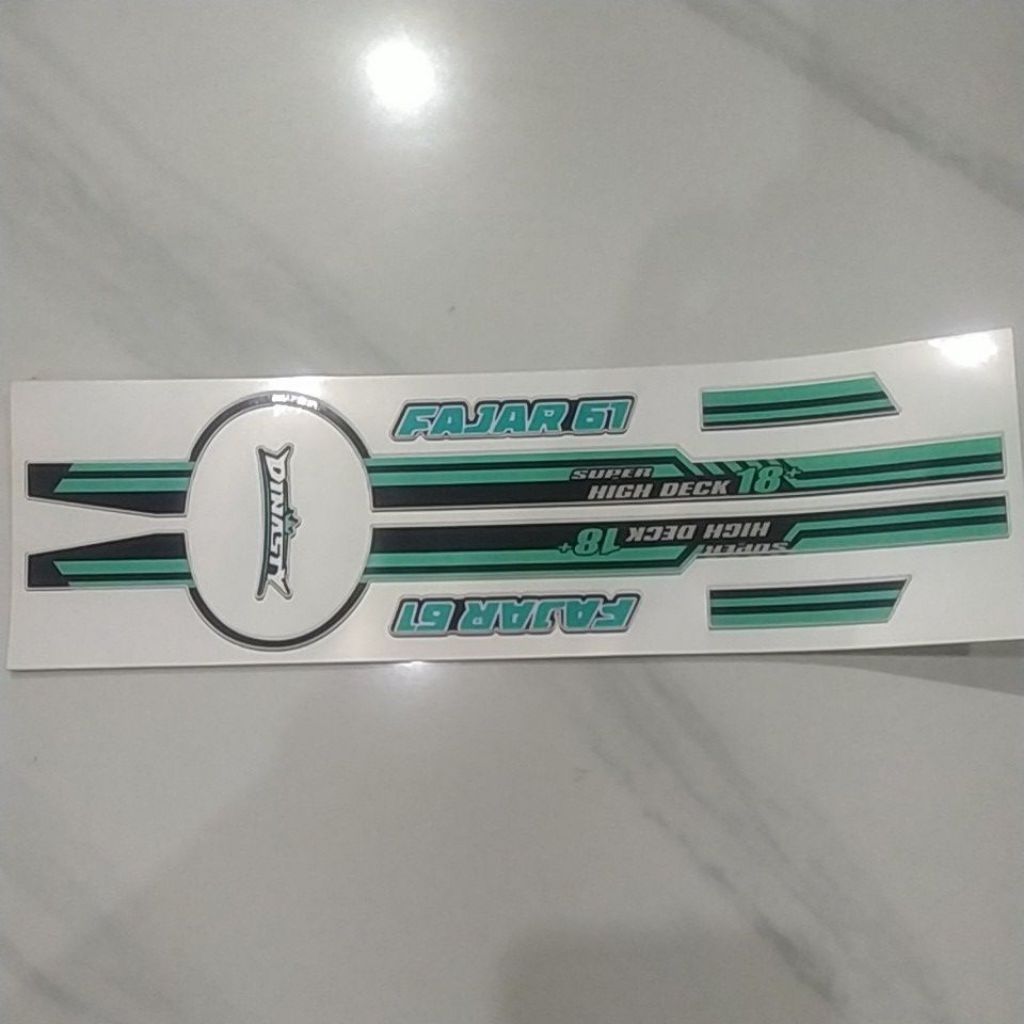 FAJAR 61
SUPER
HIGH DECK 18+
DYNASTY
SUPER
HIGH DECK 18+
FAJAR 61